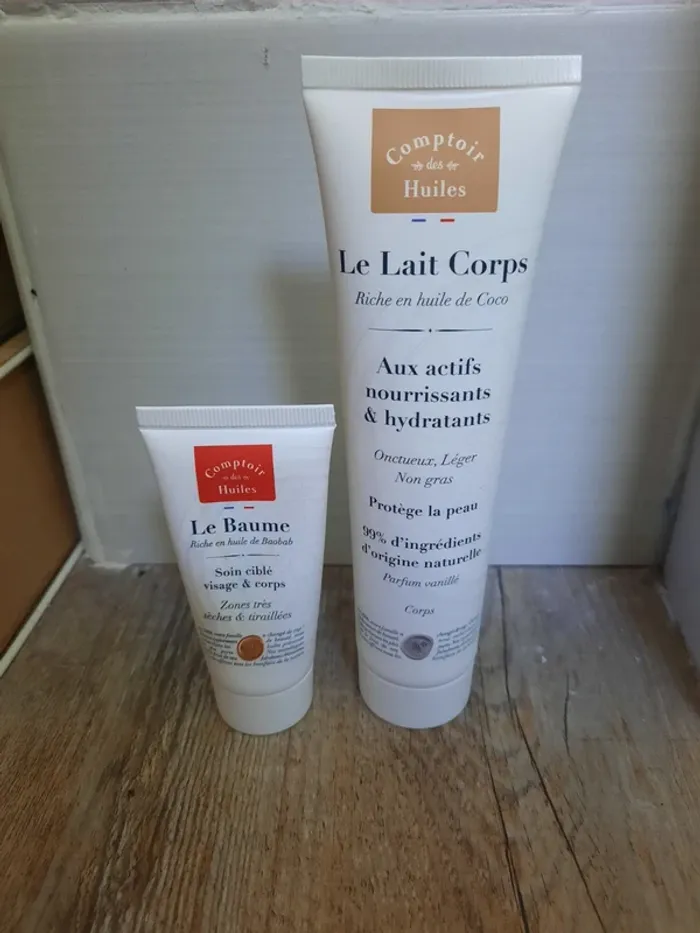 Comptoir
des
Huiles
Le Baume
Riche en huile de Baobab
Soin ciblé
visage & corps
Zones très
sèches & tiraillées
Comptoir
des
Huiles
Le Lait Corps
Riche en huile de Coco
Aux actifs
nourrissants
& hydratants
Onctueux, Léger
Non gras
Protège la peau
99% d'ingrédients
d'origine naturelle
Parfum vanillé
Corps